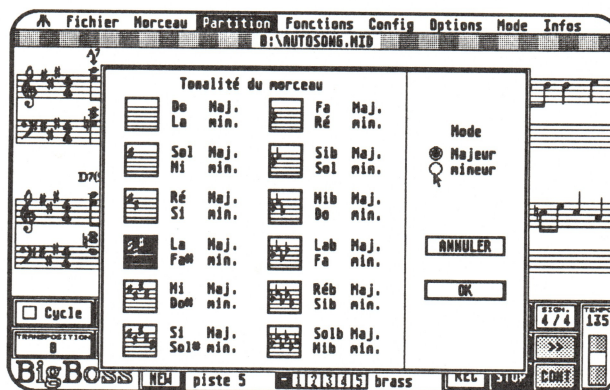 Fichier Morceau Partition Fonctions Config Options Mode Infos
B:\AUTOSONG.MID
A7
Tonalité du morceau
Do Maj.
La min.
Fa Maj.
Ré min.
Sol Maj.
Mi min.
Sib Maj.
Sol min.
Ré Maj.
Si min.
Mib Maj.
Do min.
La Maj.
Fa# min.
Lab Maj.
Fa min.
Mi Maj.
Do# min.
Réb Maj.
Sib min.
Si Maj.
Sol# min.
Solb Maj.
Mib min.
Mode
Majeur
mineur
ANNULER
OK
Cycle
TRANSPOSITION
0
SIGN.
4/4
TEMPO
135
>>
BigBoss NEW piste 5 1 2 3 4 5 brass REC STOP CONT